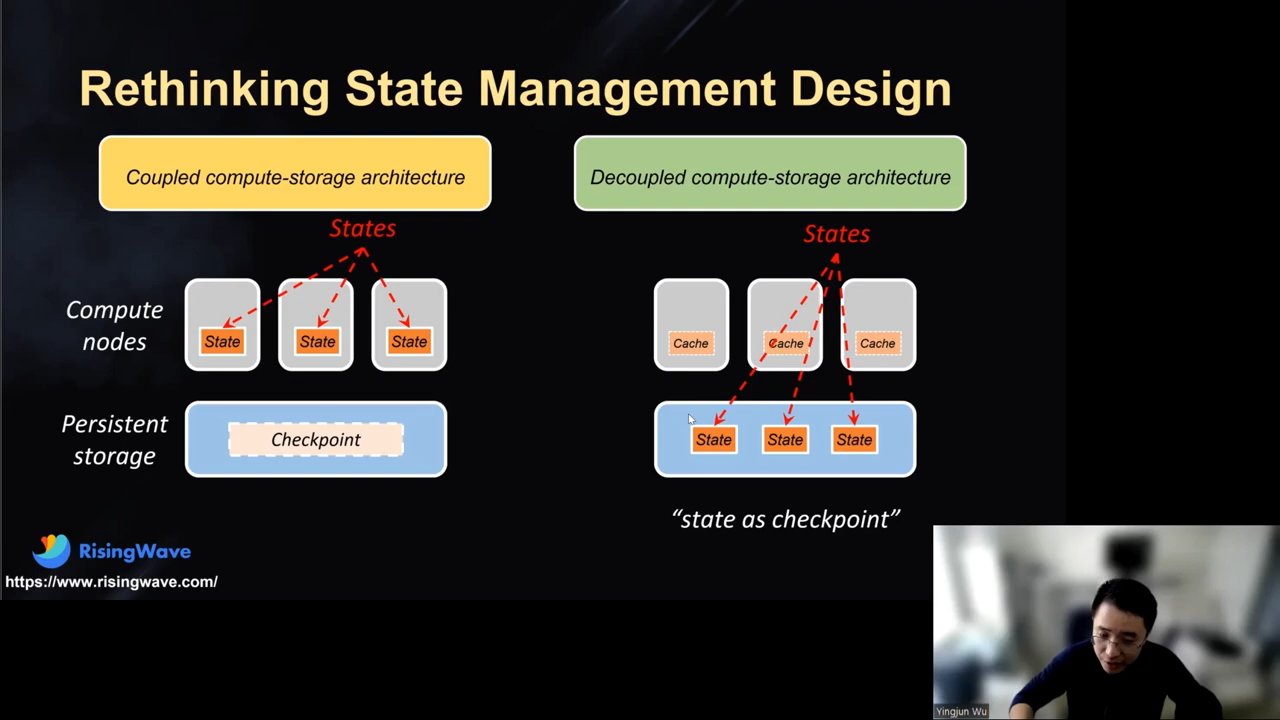 Rethinking State Management Design
Coupled compute-storage architecture
Decoupled compute-storage architecture
States
States
Compute
nodes
State
State
State
Cache
Cache
Cache
Persistent
storage
Checkpoint
State
State
State
“state as checkpoint”
RisingWave
https://www.risingwave.com/
Yingjun Wu